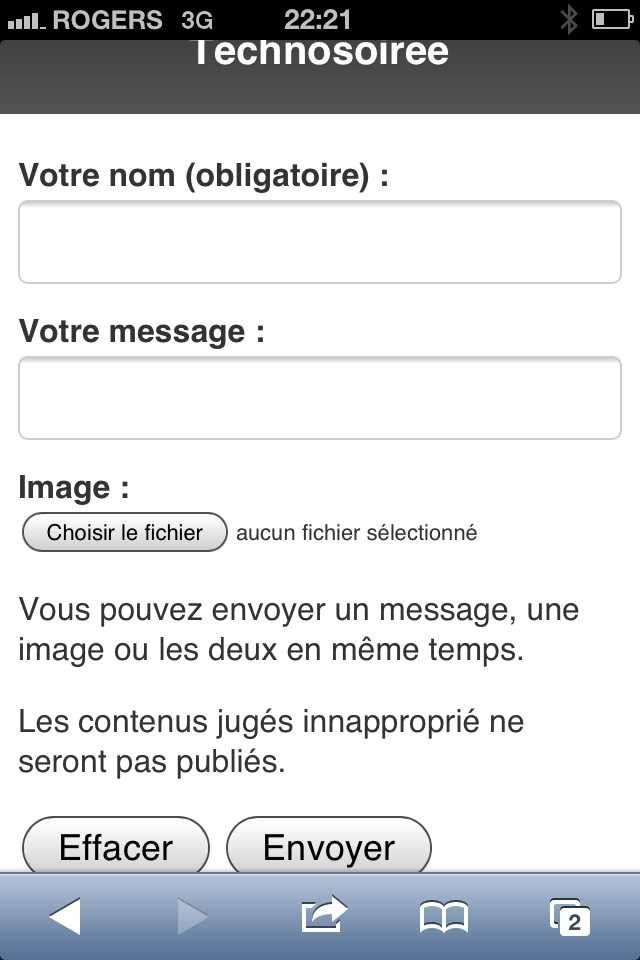 ROGERS 3G 22:21
Technosoirée
Votre nom (obligatoire) :
Votre message :
Image :
Choisir le fichier aucun fichier sélectionné
Vous pouvez envoyer un message, une
image ou les deux en même temps.
Les contenus jugés innapproprié ne
seront pas publiés.
Effacer Envoyer
2